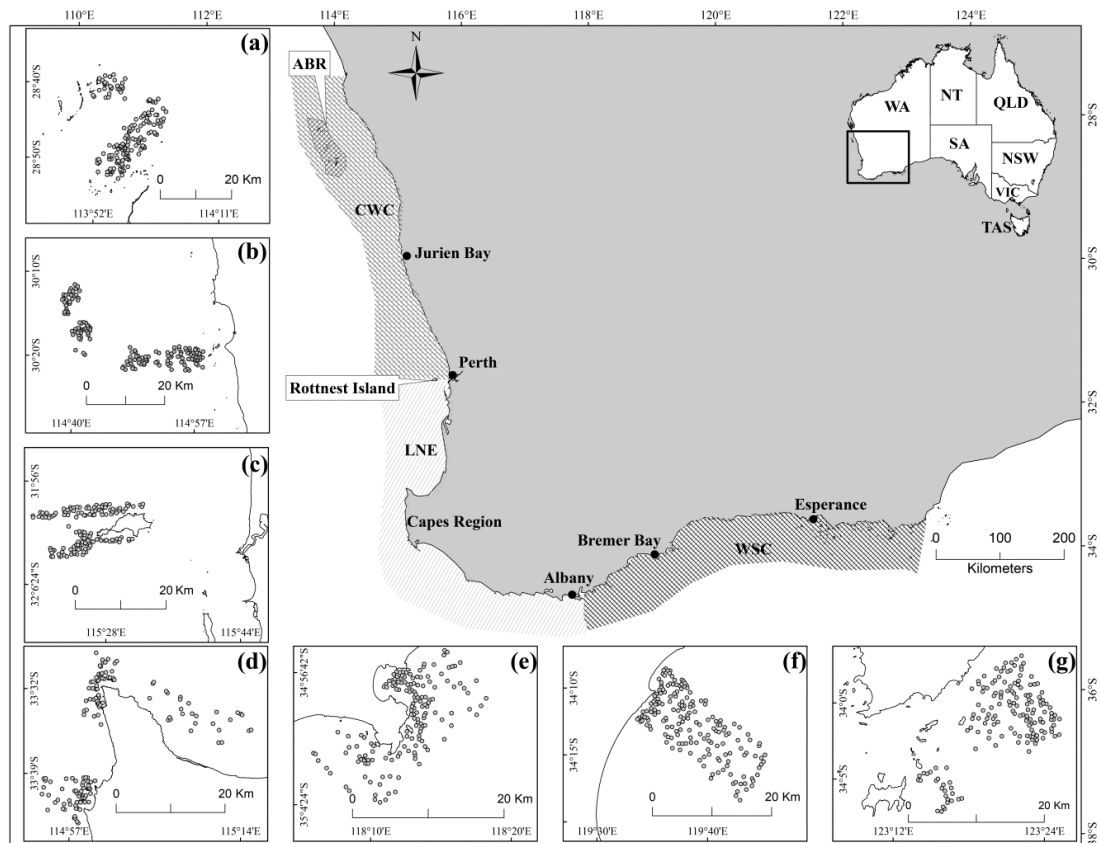 110°E 112°E 114°E 116°E 118°E 120°E 122°E 124°E
(a)
28°40'S
28°50'S
0 20 Km
113°52'E 114°11'E
(b)
30°10'S
30°20'S
0 20 Km
114°40'E 114°57'E
(c)
31°56'S
32°6'24"S
0 20 Km
115°28'E 115°44'E
N
ABR
CWC
Jurien Bay
Perth
Rottnest Island
LNE
Capes Region
Albany
Bremer Bay
WSC
Esperance
0 100 200
Kilometers
WA
NT
QLD
SA
NSW
VIC
TAS
28°S
30°S
32°S
34°S
36°S
38°S
(d)
33°32'S
33°39'S
0 20 Km
114°57'E 115°14'E
(e)
34°56'42"S
35°4'24"S
0 20 Km
118°10'E 118°20'E
(f)
34°10'S
34°15'S
0 20 Km
119°30'E 119°40'E
(g)
34°0'S
34°5'S
0 20 Km
123°12'E 123°24'E